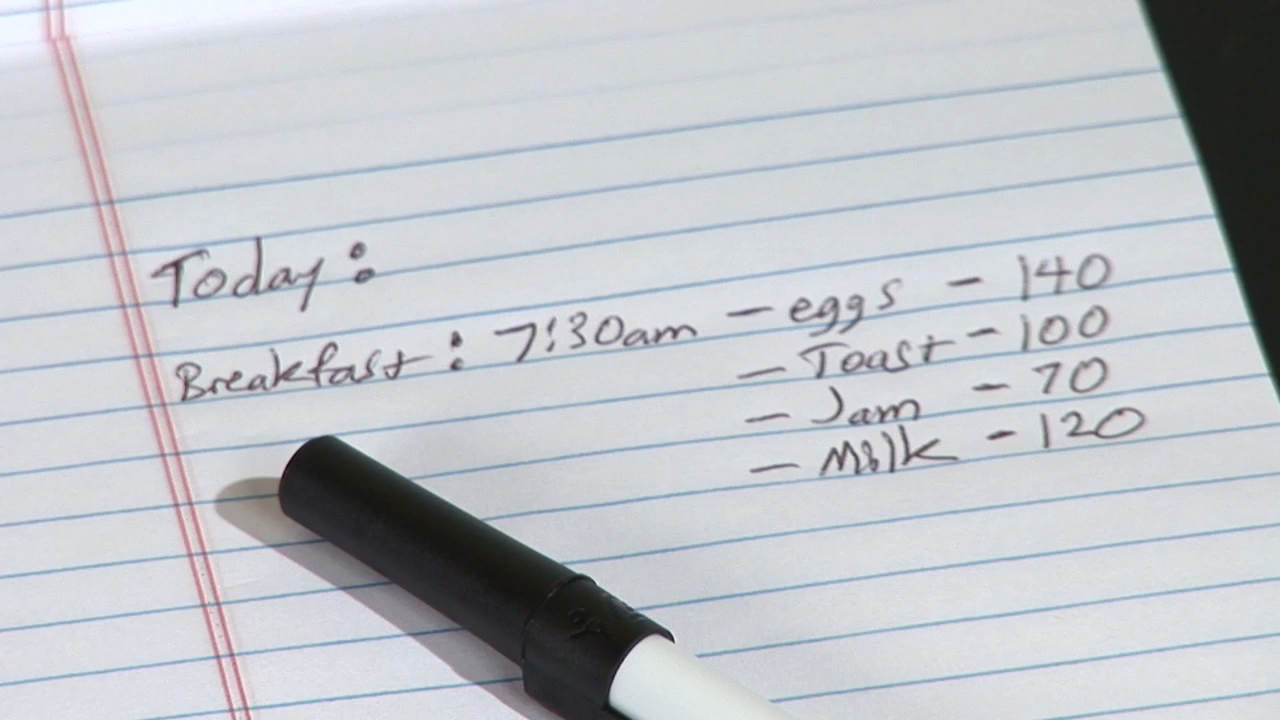 Today:
Breakfast: 7:30am - eggs - 140
- Toast - 100
- Jam - 70
- Milk - 120